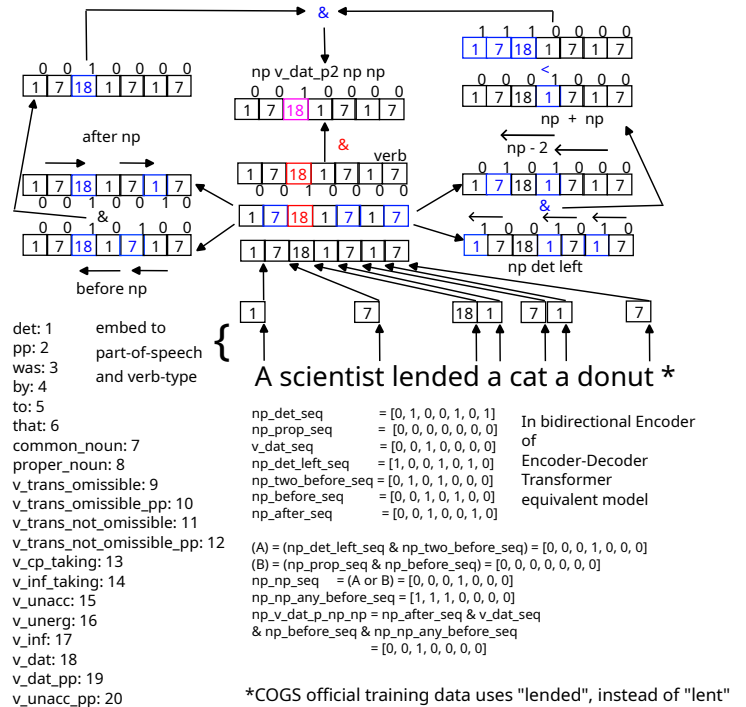 &
0 0 1 0 0 0 0
1 7 18 1 7 1 7
after np
1 7 18 1 7 1 7
0 0 1 0 0 1 0
&
0 0 1 0 1 0 0
1 7 18 1 7 1 7
before np
np v_dat_p2 np np
0 0 1 0 0 0 0
1 7 18 1 7 1 7
&
verb
1 7 18 1 7 1 7
0 0 1 0 0 0 0
1 7 18 1 7 1 7
1 7 18 1 7 1 7
1 1 1 0 0 0 0
1 7 18 1 7 1 7
<
0 0 0 1 0 0 0
1 7 18 1 7 1 7
np + np
np - 2
0 1 0 1 0 0 0
1 7 18 1 7 1 7
&
1 0 0 1 0 1 0
1 7 18 1 7 1 7
np det left
1 7 18 1 7 1 7
embed to
part-of-speech
and verb-type
{
A scientist lended a cat a donut *
det: 1
pp: 2
was: 3
by: 4
to: 5
that: 6
common_noun: 7
proper_noun: 8
v_trans_omissible: 9
v_trans_omissible_pp: 10
v_trans_not_omissible: 11
v_trans_not_omissible_pp: 12
v_cp_taking: 13
v_inf_taking: 14
v_unacc: 15
v_unerg: 16
v_inf: 17
v_dat: 18
v_dat_pp: 19
v_unacc_pp: 20
np_det_seq = [0, 1, 0, 0, 1, 0, 1]
np_prop_seq = [0, 0, 0, 0, 0, 0, 0]
v_dat_seq = [0, 0, 1, 0, 0, 0, 0]
np_det_left_seq = [1, 0, 0, 1, 0, 1, 0]
np_two_before_seq = [0, 1, 0, 1, 0, 0, 0]
np_before_seq = [0, 0, 1, 0, 1, 0, 0]
np_after_seq = [0, 0, 1, 0, 0, 1, 0]
In bidirectional Encoder
of
Encoder-Decoder
Transformer
equivalent model
(A) = (np_det_left_seq & np_two_before_seq) = [0, 0, 0, 1, 0, 0, 0]
(B) = (np_prop_seq & np_before_seq) = [0, 0, 0, 0, 0, 0, 0]
np_np_seq = (A or B) = [0, 0, 0, 1, 0, 0, 0]
np_np_any_before_seq = [1, 1, 1, 0, 0, 0, 0]
np_v_dat_p_np_np = np_after_seq & v_dat_seq
& np_before_seq & np_np_any_before_seq
= [0, 0, 1, 0, 0, 0, 0]
*COGS official training data uses "lended", instead of "lent"